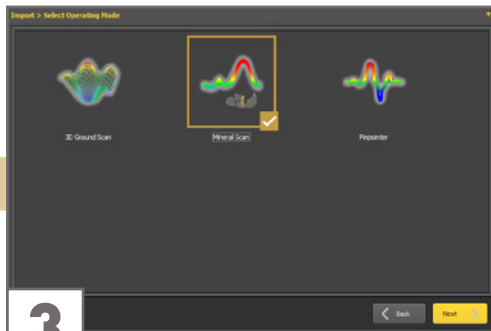 Import > Select Operating Mode
3D Ground Scan
Mineral Scan
Pinpointer
Back
Next
3